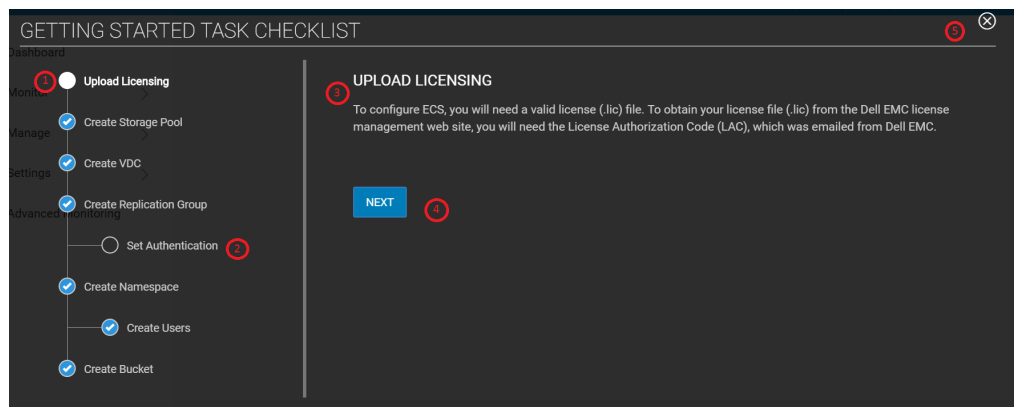 GETTING STARTED TASK CHECKLIST
5
Dashboard
1
Upload Licensing
Monitor
Create Storage Pool
Manage
Create VDC
Settings
Create Replication Group
Advanced Monitoring
Set Authentication
2
Create Namespace
Create Users
Create Bucket
UPLOAD LICENSING
3
To configure ECS, you will need a valid license (.lic) file. To obtain your license file (.lic) from the Dell EMC license
management web site, you will need the License Authorization Code (LAC), which was emailed from Dell EMC.
NEXT
4